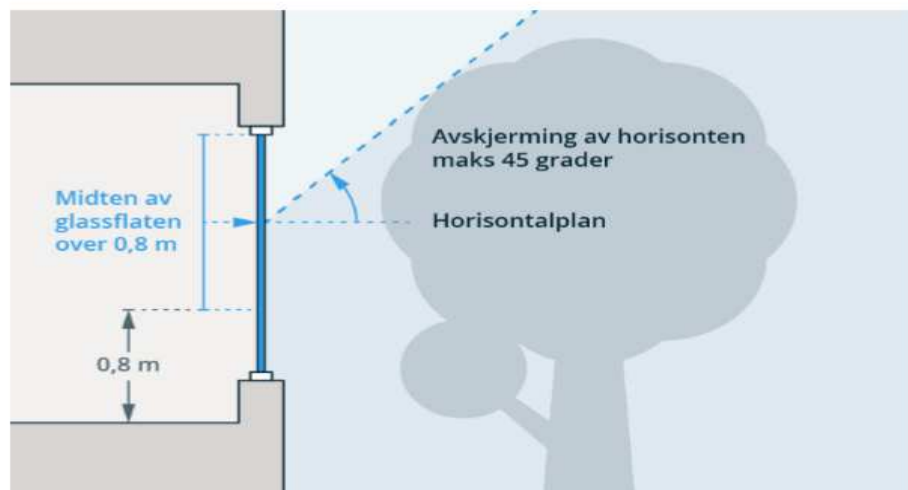 Avskjerming av horisonten
maks 45 grader
Midten av
glassflaten
over 0,8 m
Horisontalplan
0,8 m